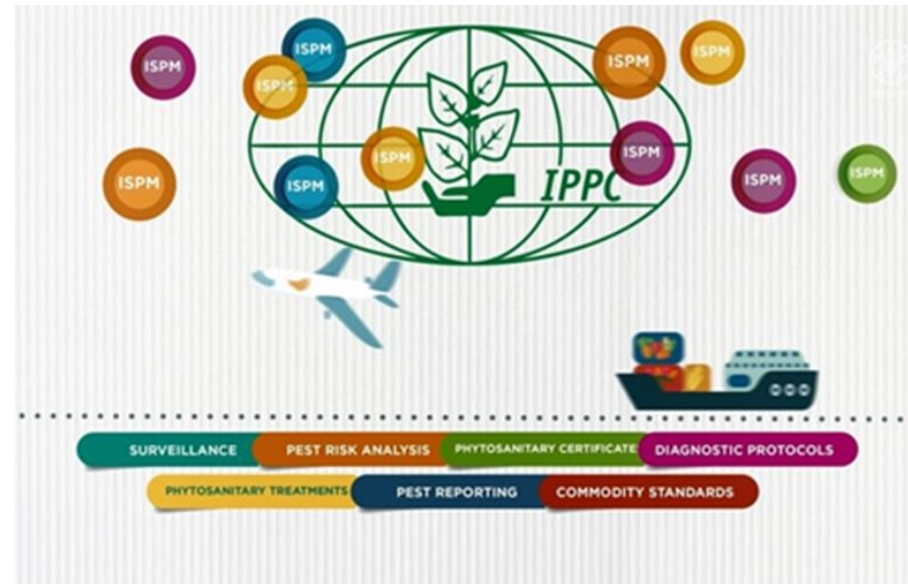 ISPM
ISPM
ISPM
ISPM
ISPM
ISPM
ISPM
ISPM
ISPM
ISPM
ISPM
IPPC
SURVEILLANCE
PEST RISK ANALYSIS
PHYTOSANITARY CERTIFICATE
DIAGNOSTIC PROTOCOLS
PHYTOSANITARY TREATMENTS
PEST REPORTING
COMMODITY STANDARDS